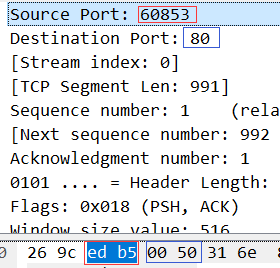 Source Port: 60853
Destination Port: 80
[Stream index: 0]
[TCP Segment Len: 991]
Sequence number: 1 (rela
[Next sequence number: 992
Acknowledgment number: 1
0101 .... = Header Length:
Flags: 0x018 (PSH, ACK)
Window size value: 516
0 26 9c ed b5 00 50 31 6e 8